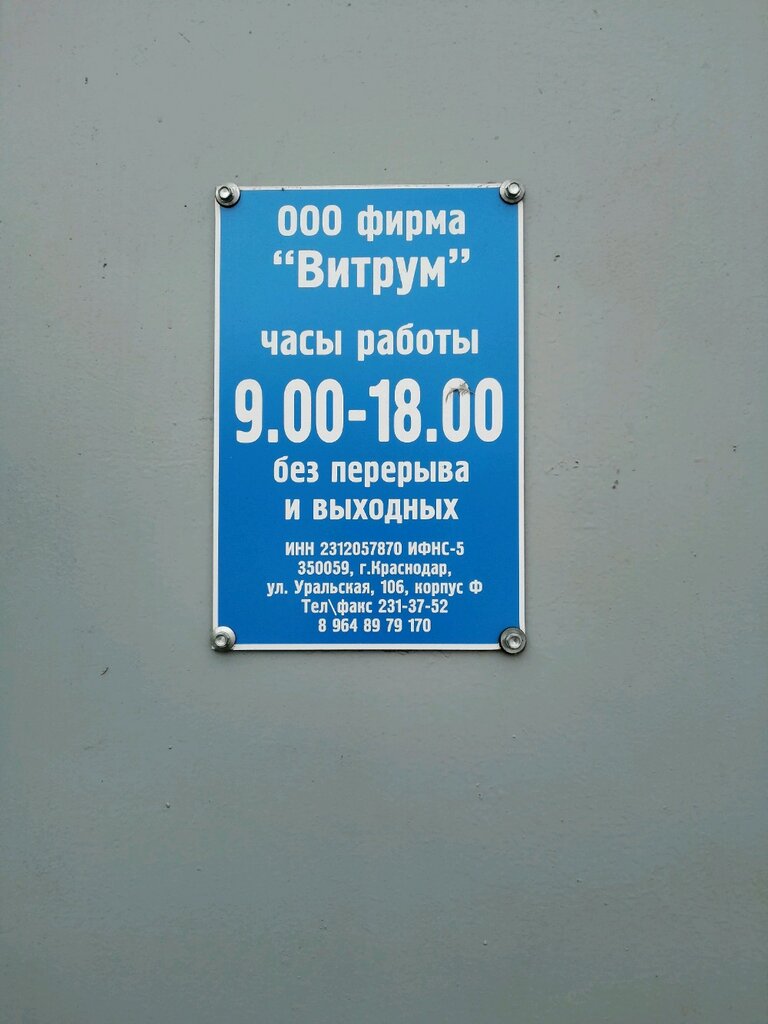 ООО фирма
“Витрум”
часы работы
9.00-18.00
без перерыва
и выходных
ИНН 2312057870 ИФНС-5
350059, г.Краснодар,
ул. Уральская, 106, корпус Ф
Тел\факс 231-37-52
8 964 89 79 170